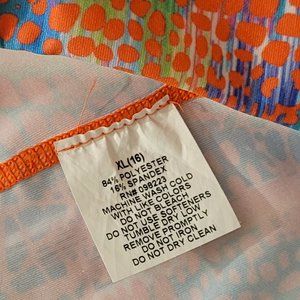 XL(16)
84% POLYESTER
16% SPANDEX
RN# 098223
MACHINE WASH COLD
WITH LIKE COLORS
DO NOT BLEACH
DO NOT USE SOFTENERS
TUMBLE DRY LOW
REMOVE PROMPTLY
DO NOT IRON
DO NOT DRY CLEAN